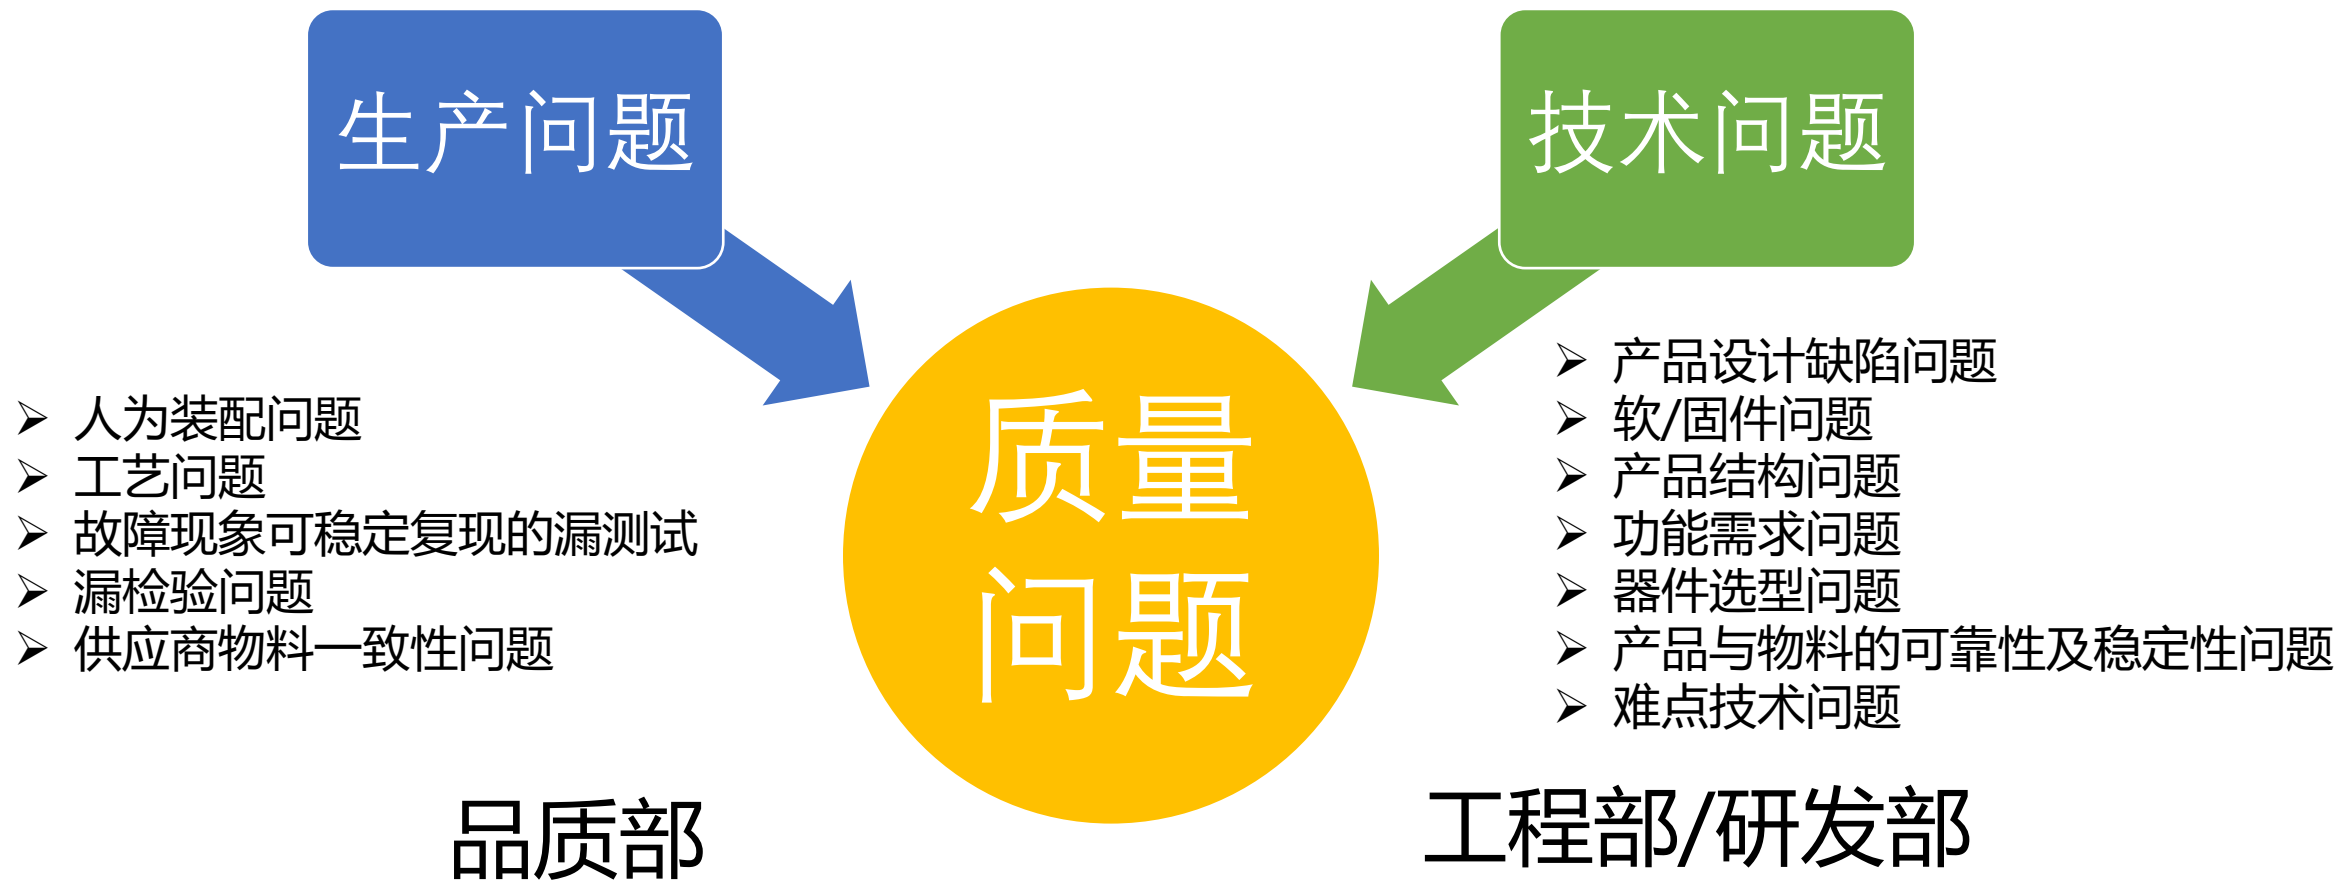 生产问题
技术问题
人为装配问题
工艺问题
故障现象可稳定复现的漏测试
漏检验问题
供应商物料一致性问题
质量
问题
产品设计缺陷问题
软/固件问题
产品结构问题
功能需求问题
器件选型问题
产品与物料的可靠性及稳定性问题
难点技术问题
品质部
工程部/研发部